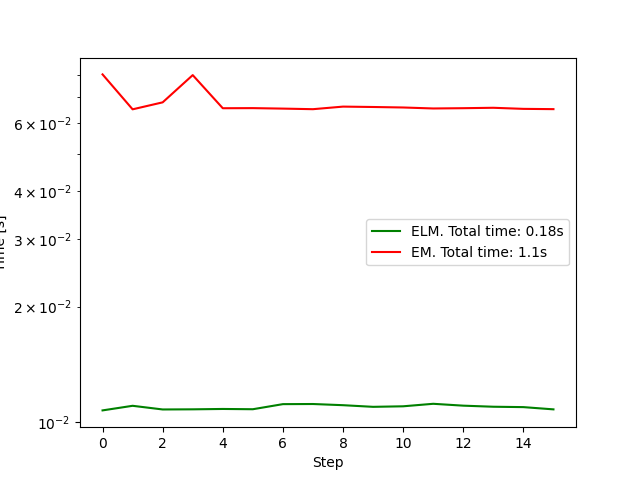 6 × 10⁻²
4 × 10⁻²
3 × 10⁻²
2 × 10⁻²
10⁻²
ELM. Total time: 0.18s
EM. Total time: 1.1s
0 2 4 6 8 10 12 14
Step
Time [s]